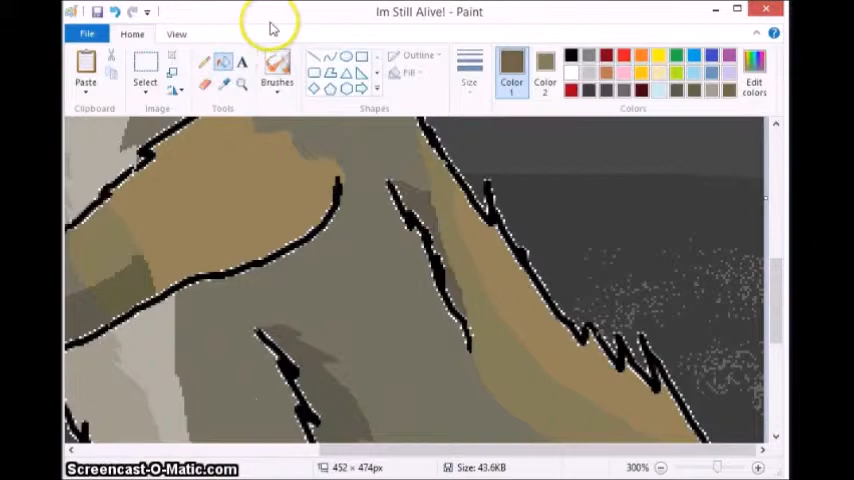 Im Still Alive! - Paint
File
Home
View
Paste
Select
Brushes
Outline
Fill
Size
Color 1
Color 2
Edit colors
Clipboard
Image
Tools
Shapes
Colors
Screencast-O-Matic.com
452 × 474px
Size: 43.6KB
300%